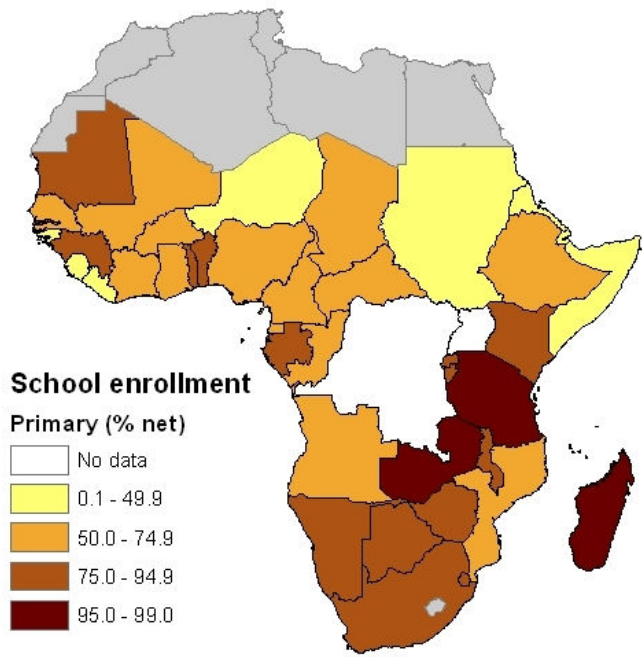 School enrollment
Primary (% net)
No data
0.1 - 49.9
50.0 - 74.9
75.0 - 94.9
95.0 - 99.0